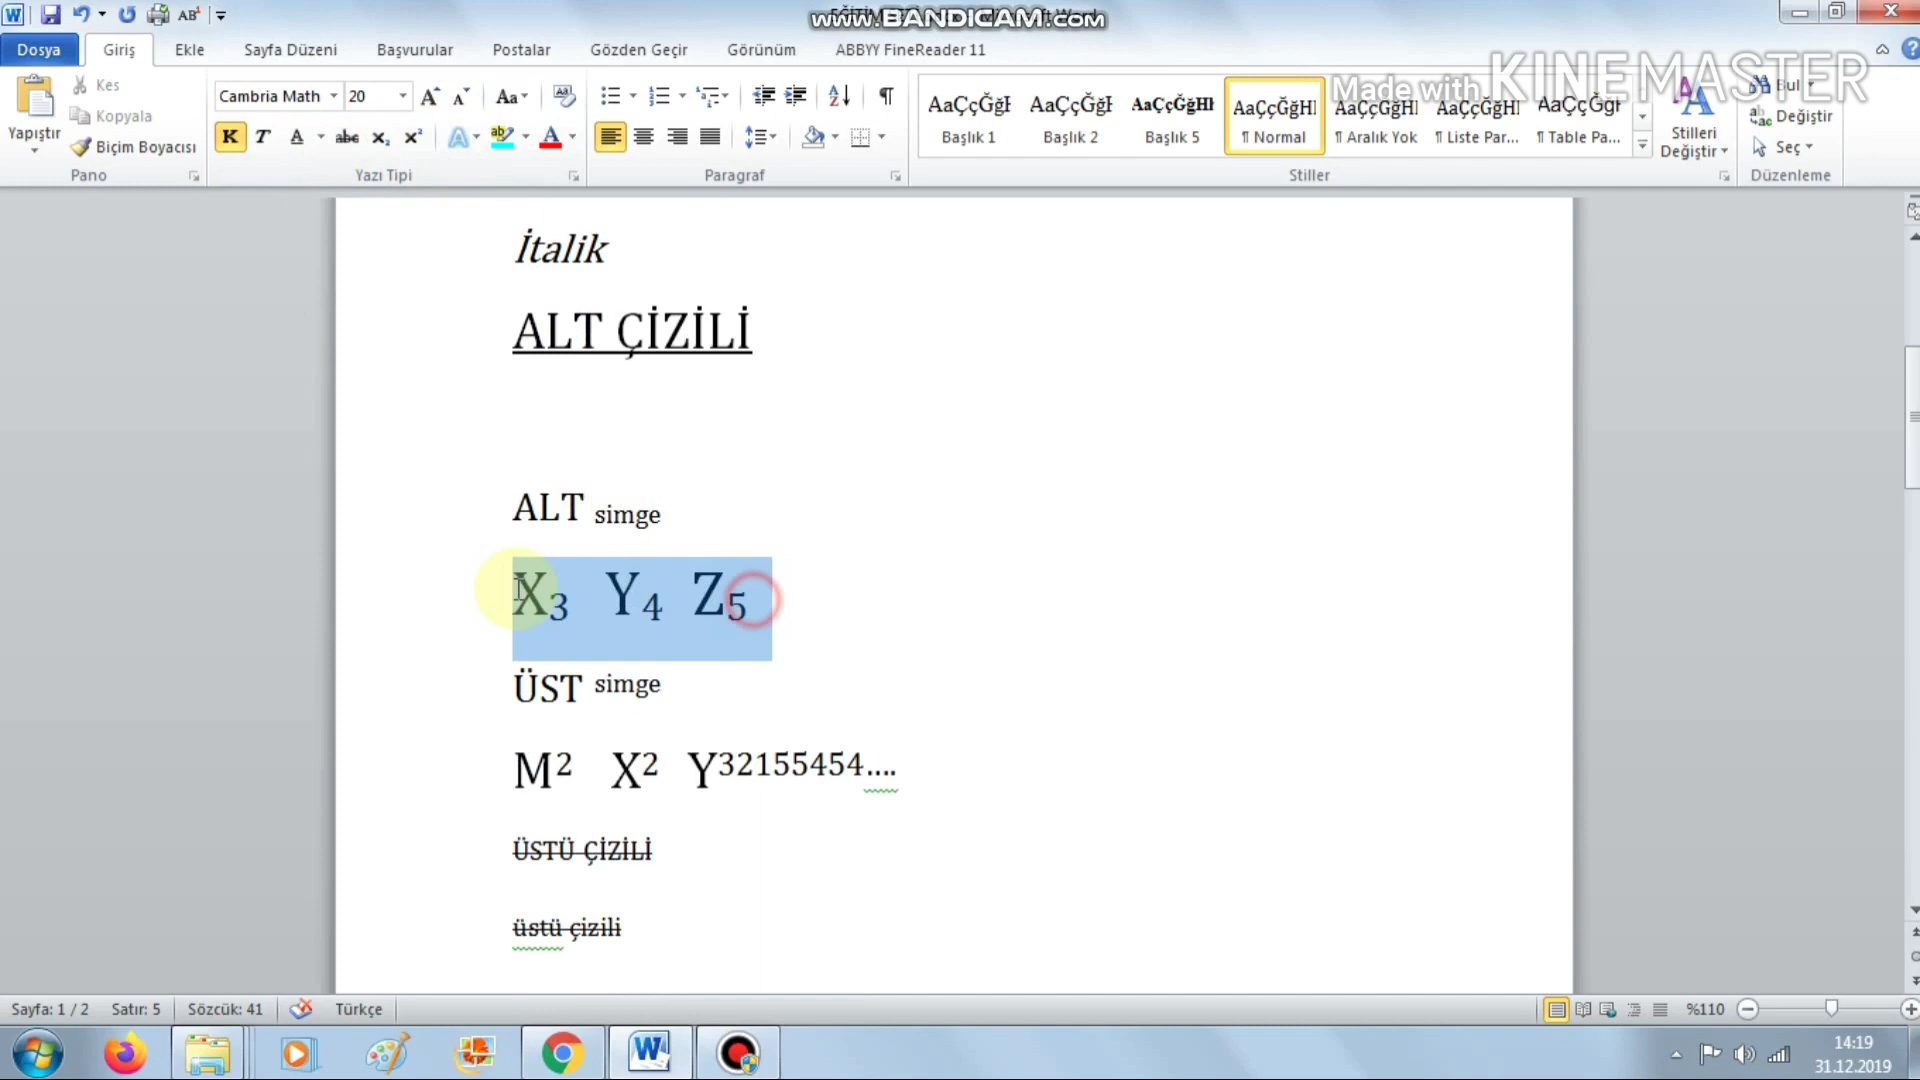 www.BANDICAM.com
Dosya Giriş Ekle Sayfa Düzeni Başvurular Postalar Gözden Geçir Görünüm ABBYY FineReader 11
Made with KINEMASTER
Yapıştır
Kes
Kopyala
Biçim Boyacısı
Pano
Cambria Math 20
Yazı Tipi
Paragraf
AaÇçĞğI AaÇçĞğI AaÇçĞğHI AaÇçĞğHI AaÇçĞğHI AaÇçĞğHI AaÇçĞğI
Başlık 1 Başlık 2 Başlık 5 ¶ Normal ¶ Aralık Yok ¶ Liste Par... ¶ Table Pa...
Stiller
Stilleri Değiştir
Bul
Değiştir
Seç
Düzenleme
İtalik
ALT ÇİZİLİ
ALT simge
X₃ Y₄ Z₅
ÜST simge
M² X² Y³²¹⁵⁵⁴⁵⁴....
ÜSTÜ ÇİZİLİ
üstü çizili
Sayfa: 1 / 2 Satır: 5 Sözcük: 41 Türkçe %110
14:19
31.12.2019